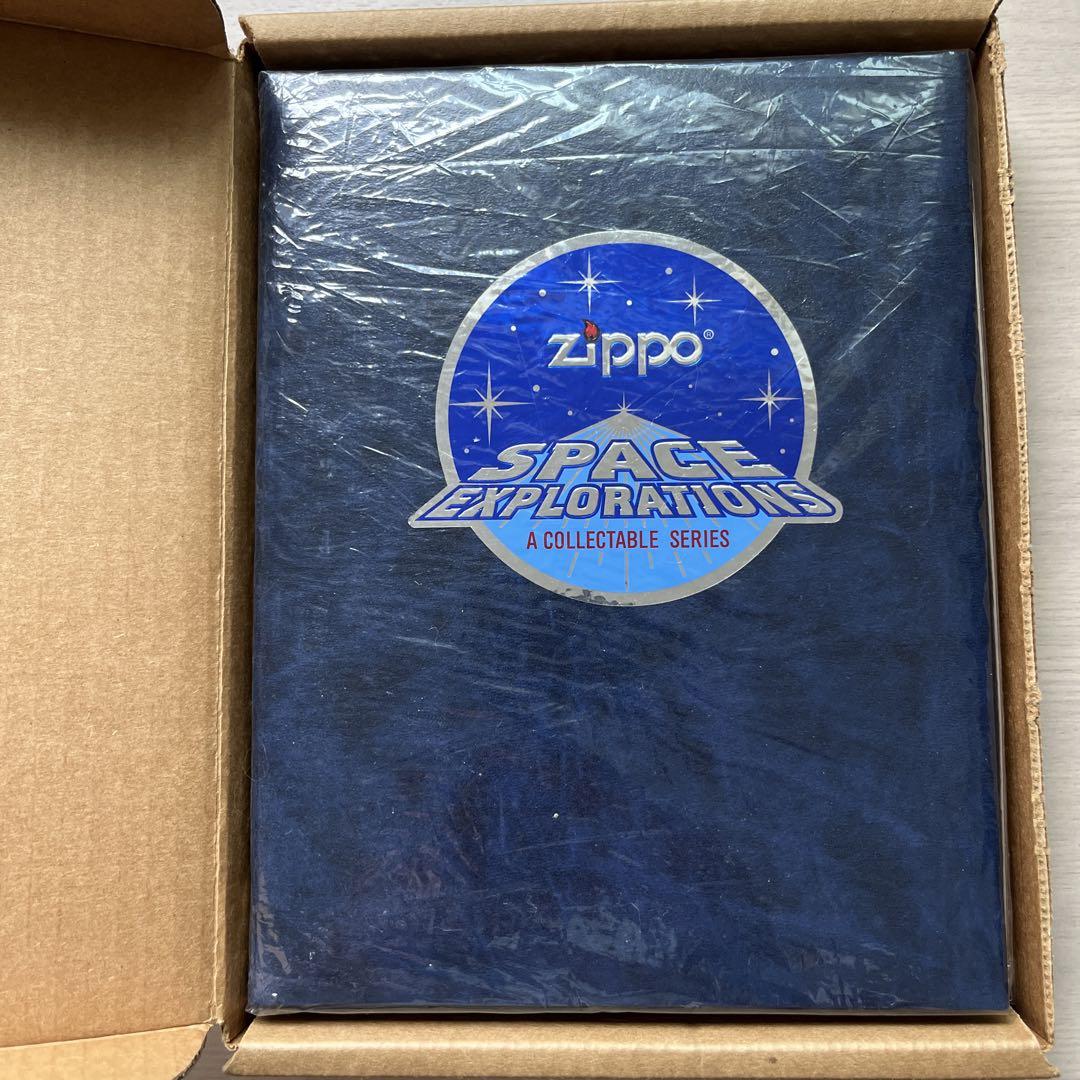 zippo®
SPACE
EXPLORATIONS
A COLLECTABLE SERIES